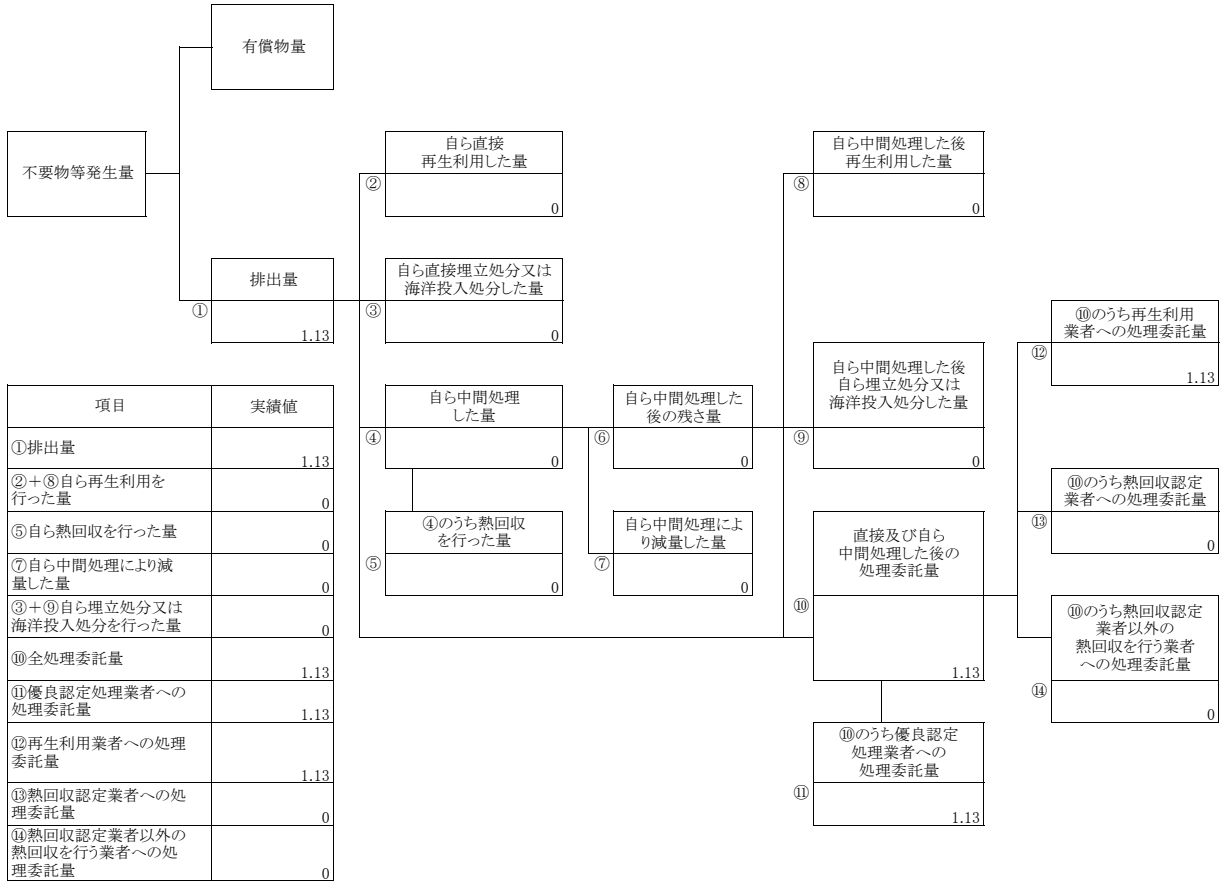 有償物量
不要物等発生量
自ら直接
再生利用した量
②
0
自ら中間処理した後
再生利用した量
⑧
0
排出量
①
1.13
自ら直接埋立処分又は
海洋投入処分した量
③
0
⑩のうち再生利用
業者への処理委託量
⑫
1.13
自ら中間処理した後
自ら埋立処分又は
海洋投入処分した量
⑨
0
自ら中間処理
した量
④
0
自ら中間処理した
後の残さ量
⑥
0
⑩のうち熱回収認定
業者への処理委託量
⑬
0
④のうち熱回収
を行った量
⑤
0
自ら中間処理によ
り減量した量
⑦
0
直接及び自ら
中間処理した後の
処理委託量
⑩
1.13
⑩のうち熱回収認定
業者以外の
熱回収を行う業者
への処理委託量
⑭
0
⑩のうち優良認定
処理業者への
処理委託量
⑪
1.13
項目 実績値
①排出量
1.13
②＋⑧自ら再生利用を
行った量
0
⑤自ら熱回収を行った量
0
⑦自ら中間処理により減
量した量
0
③＋⑨自ら埋立処分又は
海洋投入処分を行った量
0
⑩全処理委託量
1.13
⑪優良認定処理業者への
処理委託量
1.13
⑫再生利用業者への処理
委託量
1.13
⑬熱回収認定業者への処
理委託量
0
⑭熱回収認定業者以外の
熱回収を行う業者への処
理委託量
0